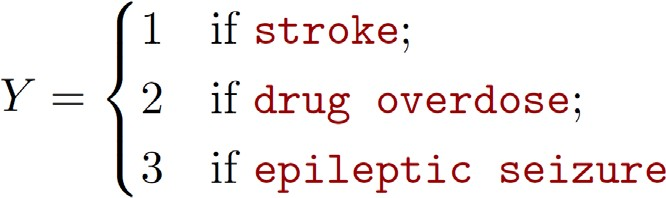 1 if stroke;
Y = { 2 if drug overdose;
3 if epileptic seizure